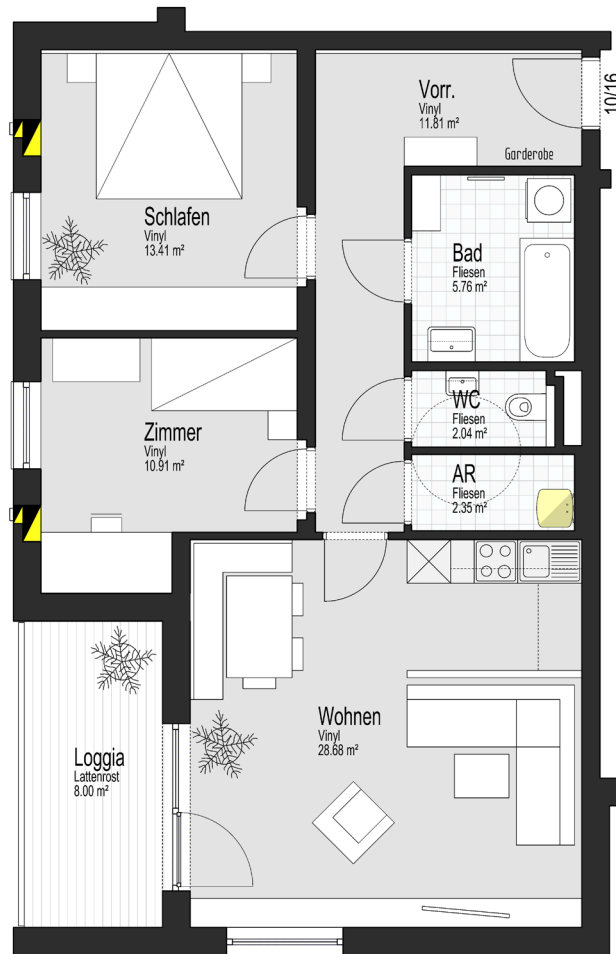 Vorr.
Vinyl
11.81 m²
10/16
Garderobe
Schlafen
Vinyl
13.41 m²
Bad
Fliesen
5.76 m²
WC
Fliesen
2.04 m²
Zimmer
Vinyl
10.91 m²
AR
Fliesen
2.35 m²
Wohnen
Vinyl
28.68 m²
Loggia
Lattenrost
8.00 m²